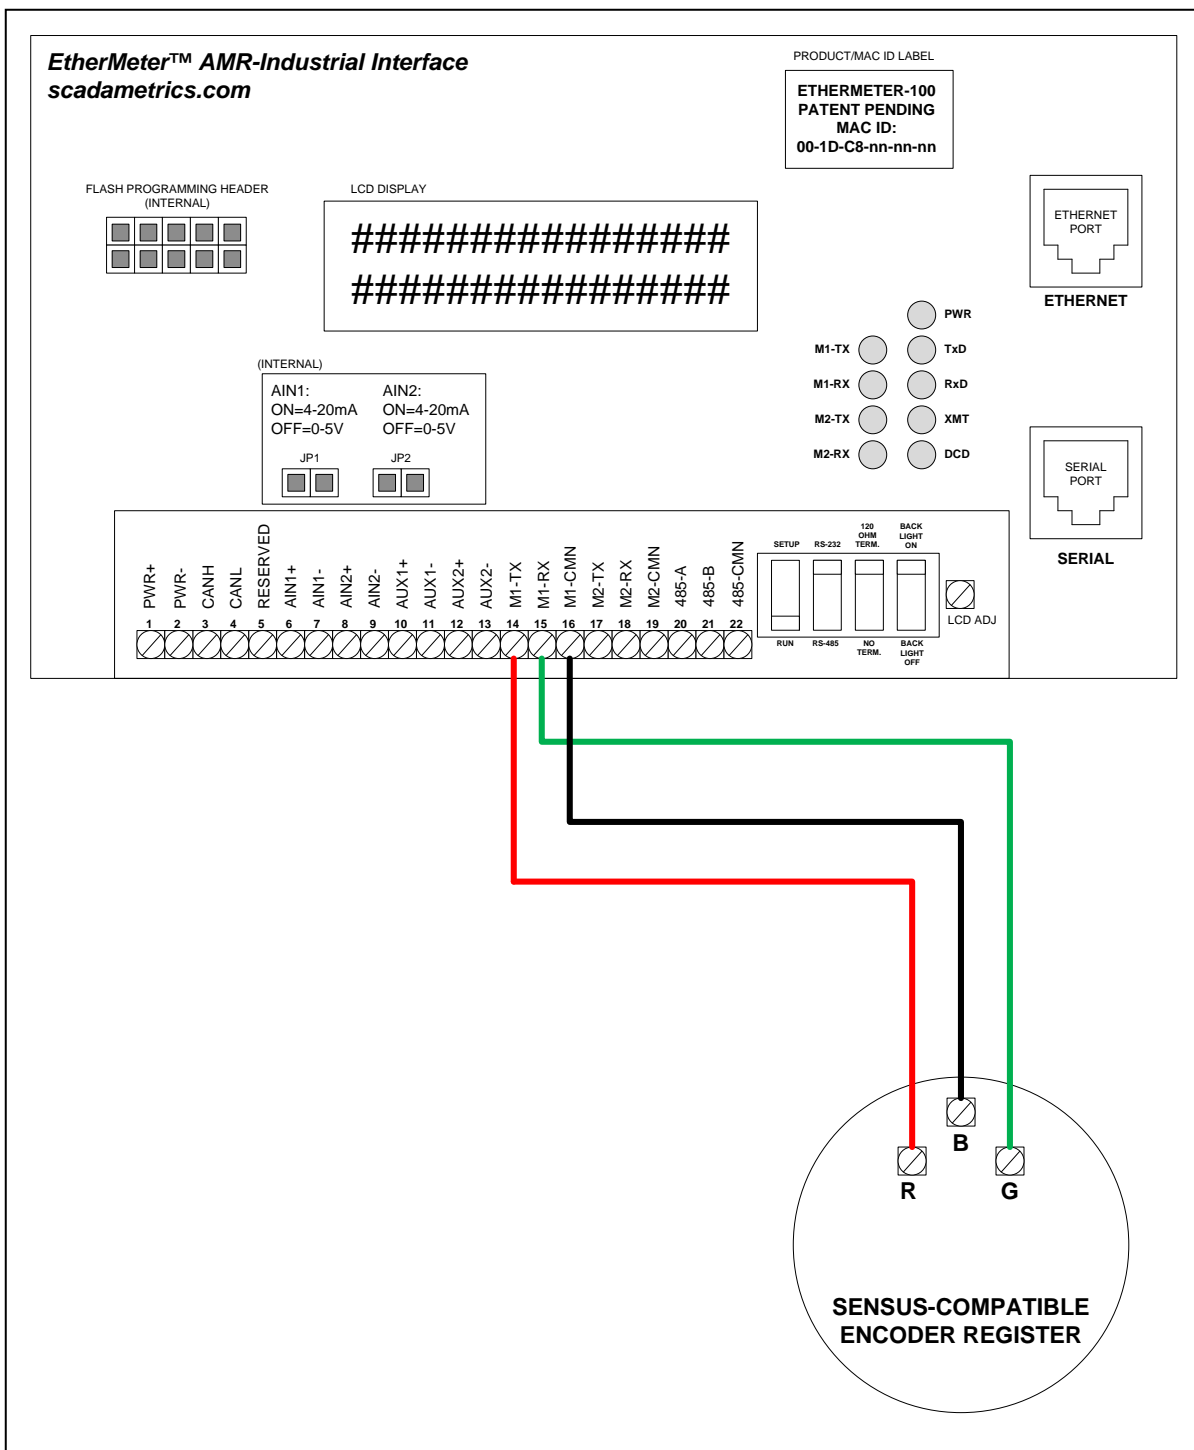 EtherMeter™ AMR-Industrial Interface
scadametrics.com
PRODUCT/MAC ID LABEL
ETHERMETER-100
PATENT PENDING
MAC ID:
00-1D-C8-nn-nn-nn
FLASH PROGRAMMING HEADER
(INTERNAL)
LCD DISPLAY
################
################
ETHERNET
PORT
ETHERNET
PWR
M1-TX
TxD
M1-RX
RxD
M2-TX
XMT
M2-RX
DCD
(INTERNAL)
AIN1:
ON=4-20mA
OFF=0-5V
AIN2:
ON=4-20mA
OFF=0-5V
JP1
JP2
SERIAL
PORT
SERIAL
PWR+
PWR-
CANH
CANL
RESERVED
AIN1+
AIN1-
AIN2+
AIN2-
AUX1+
AUX1-
AUX2+
AUX2-
M1-TX
M1-RX
M1-CMN
M2-TX
M2-RX
M2-CMN
485-A
485-B
485-CMN
1 2 3 4 5 6 7 8 9 10 11 12 13 14 15 16 17 18 19 20 21 22
SETUP
RS-232
120
OHM
TERM.
BACK
LIGHT
ON
RUN
RS-485
NO
TERM.
BACK
LIGHT
OFF
LCD ADJ
B
R
G
SENSUS-COMPATIBLE
ENCODER REGISTER